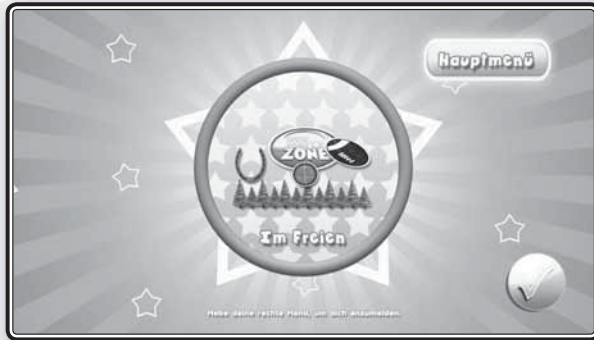 Hauptmenü
ZONE
Im Freien
Hebe deine rechte Hand, um dich anzumelden.